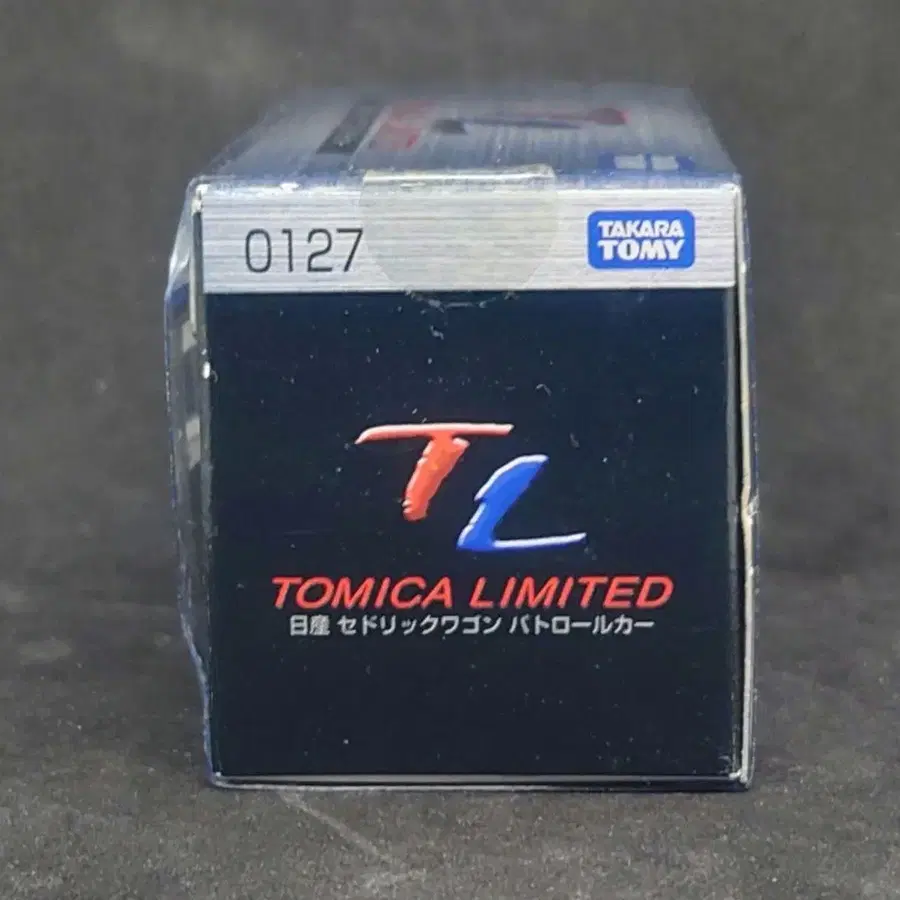 0127
TAKARA
TOMY
TL
TOMICA LIMITED
日産 セドリックワゴン パトロールカー